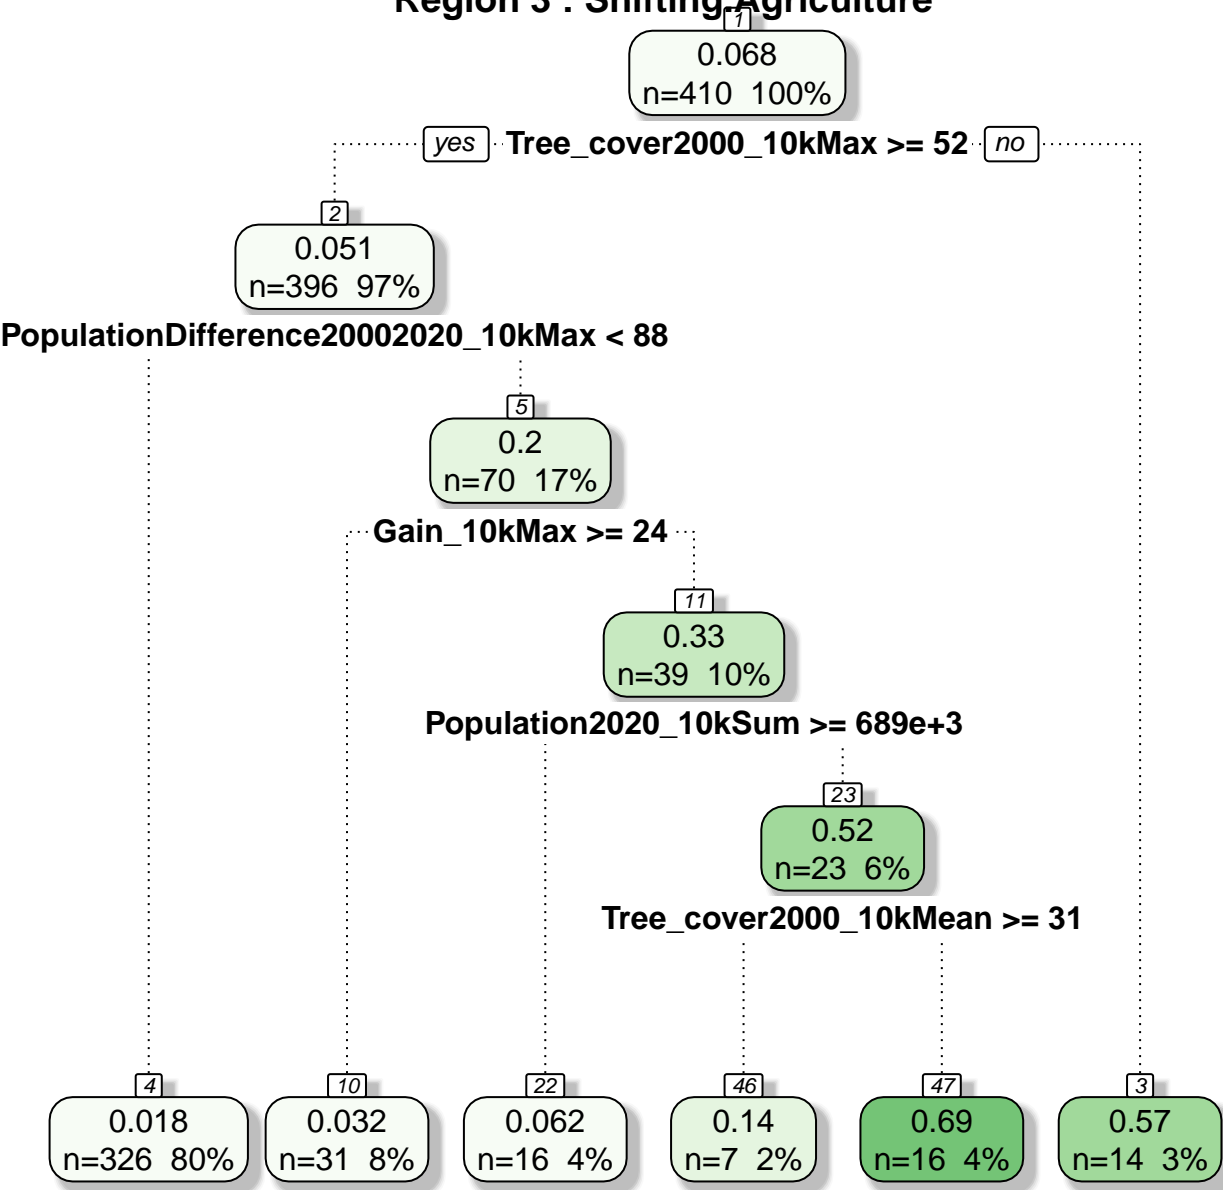 Region 3 : Shifting Agriculture
1
0.068
n=410 100%
yes Tree_cover2000_10kMax >= 52 no
2
0.051
n=396 97%
PopulationDifference20002020_10kMax < 88
5
0.2
n=70 17%
Gain_10kMax >= 24
11
0.33
n=39 10%
Population2020_10kSum >= 689e+3
23
0.52
n=23 6%
Tree_cover2000_10kMean >= 31
4
0.018
n=326 80%
10
0.032
n=31 8%
22
0.062
n=16 4%
46
0.14
n=7 2%
47
0.69
n=16 4%
3
0.57
n=14 3%